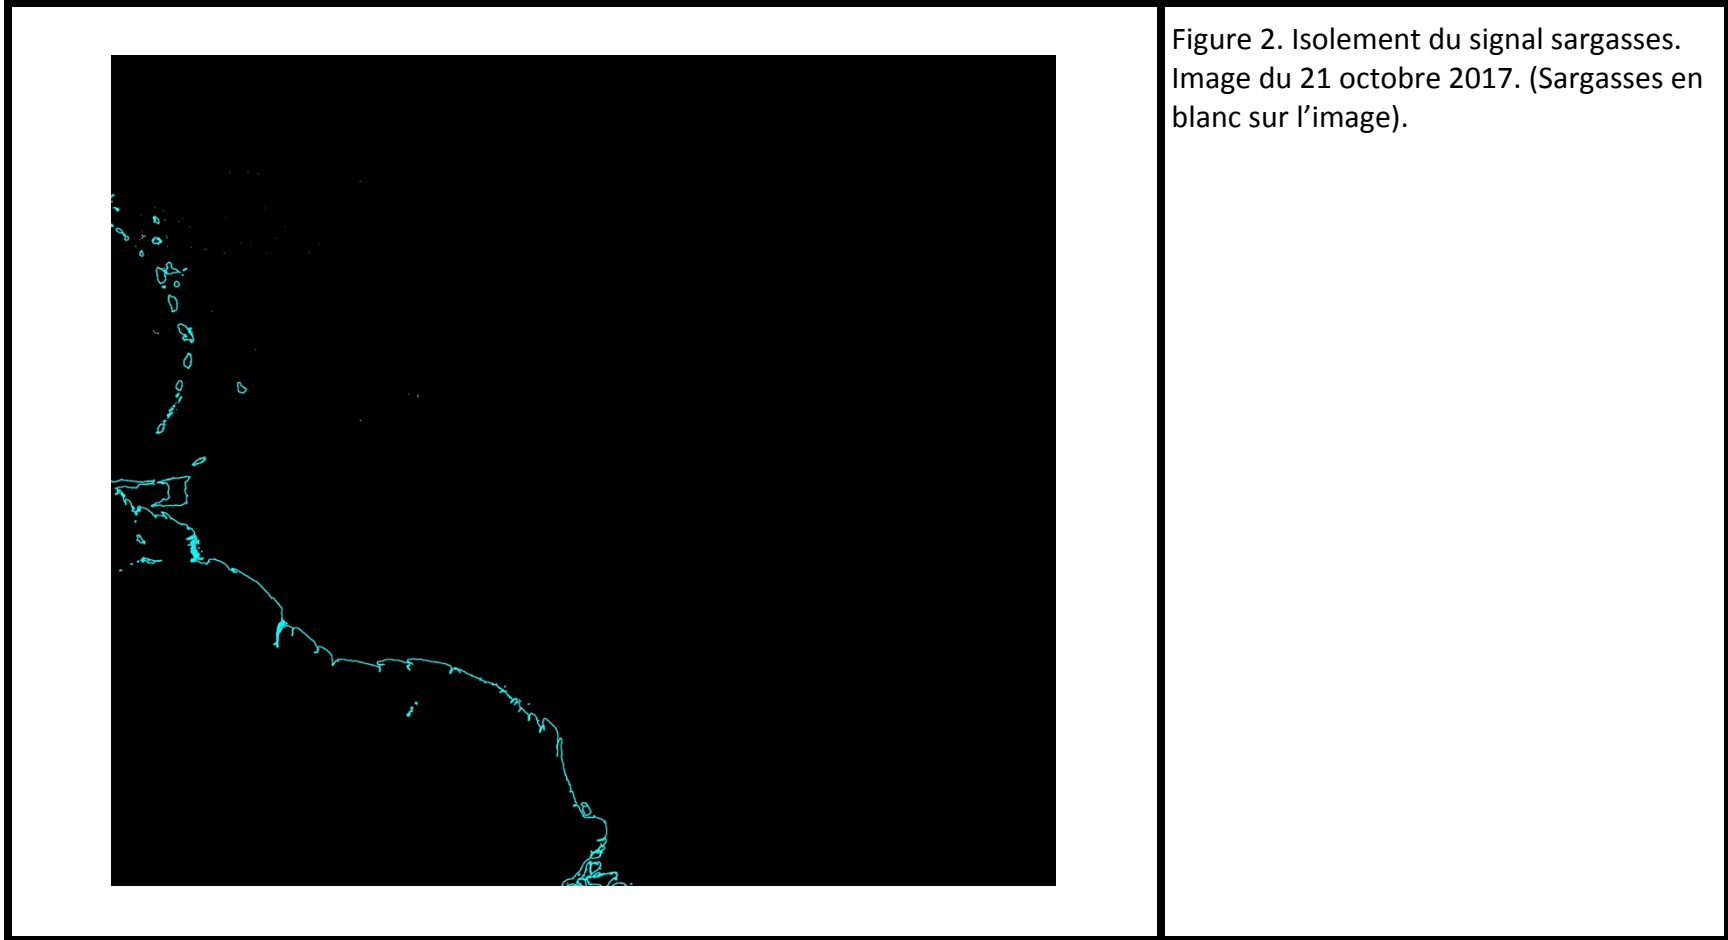 Figure 2. Isolement du signal sargasses.
Image du 21 octobre 2017. (Sargasses en
blanc sur l’image).